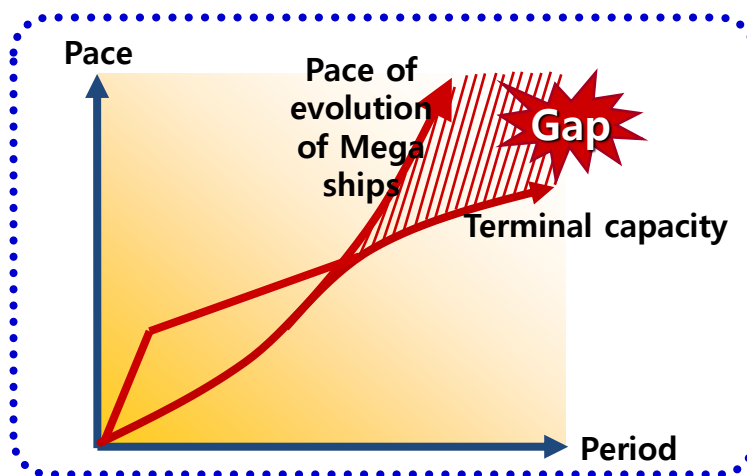 Pace
Pace of
evolution
of Mega
ships
Gap
Terminal capacity
Period